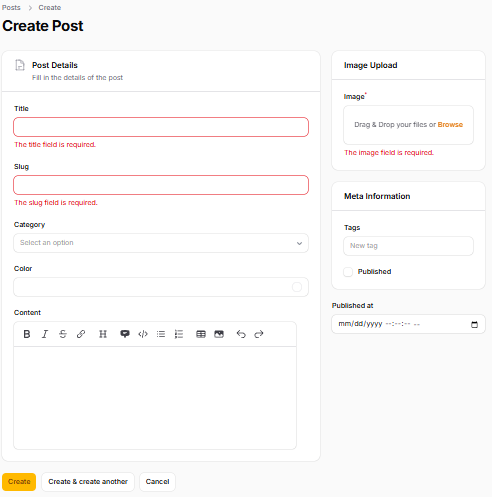 Posts > Create
Create Post
Post Details
Fill in the details of the post
Title
The title field is required.
Slug
The slug field is required.
Category
Select an option
Color
Content
B I S H
Create
Create & create another
Cancel
Image Upload
Image*
Drag & Drop your files or Browse
The image field is required.
Meta Information
Tags
New tag
Published
Published at
mm/dd/yyyy --:--:-- --